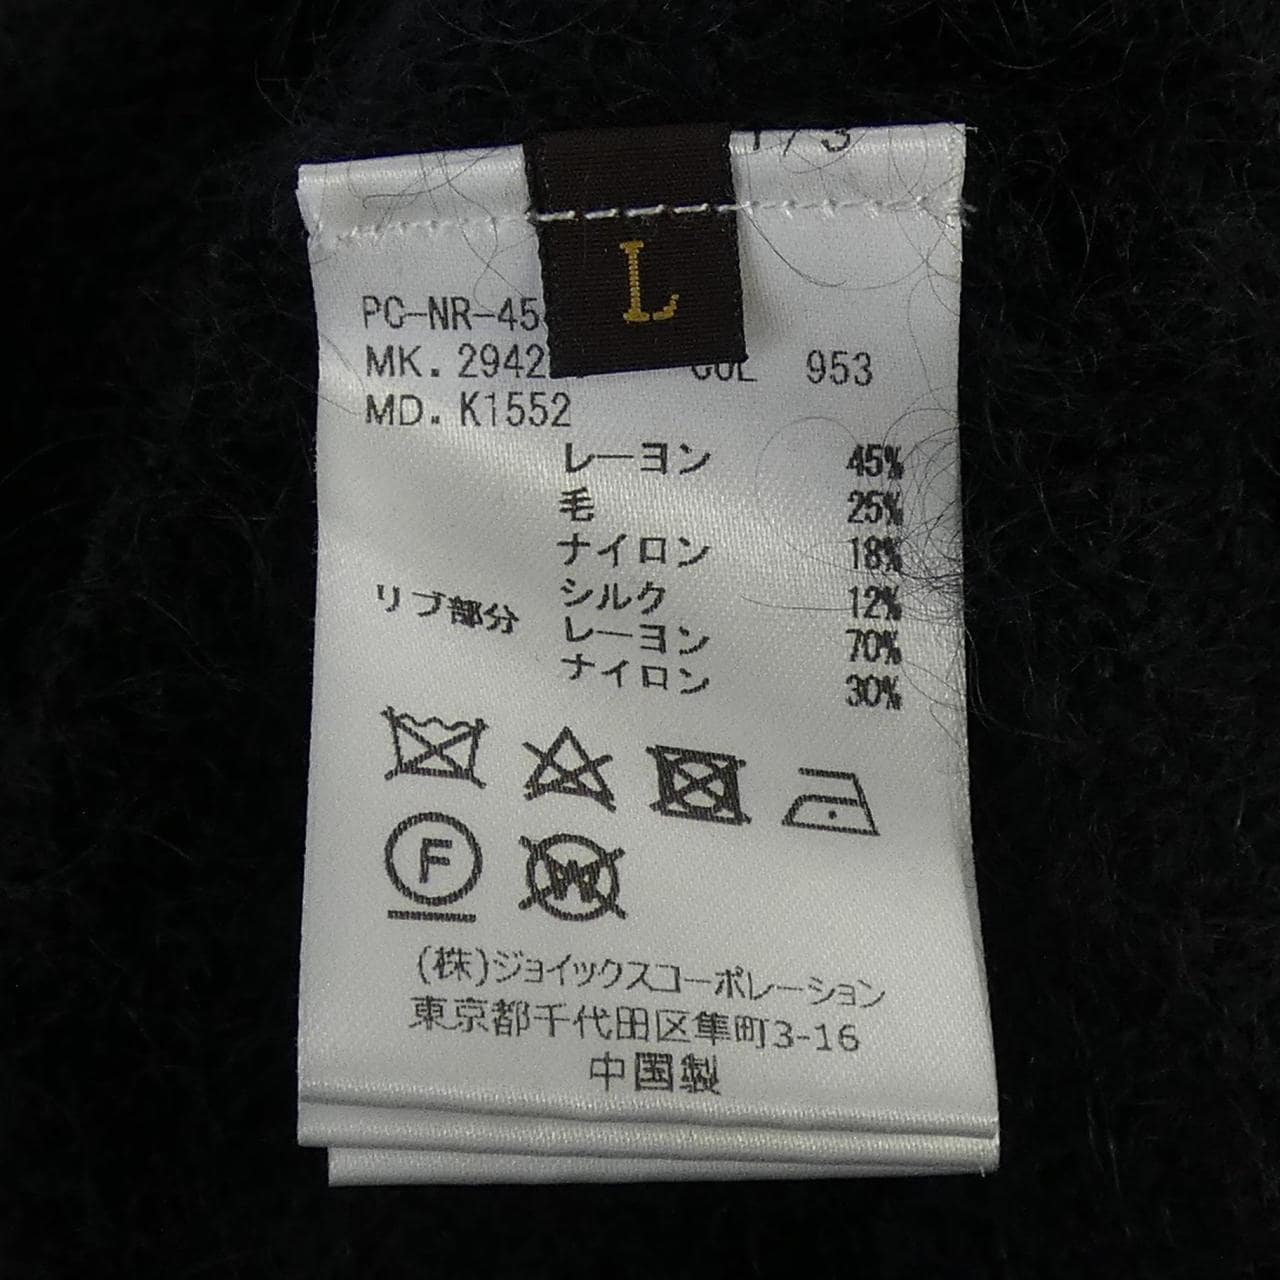 L
PC-NR-45
MK. 2942 COL 953
MD. K1552
レーヨン 45%
毛 25%
ナイロン 18%
シルク 12%
リブ部分 レーヨン 70%
ナイロン 30%
F
W
(株)ジョイックスコーポレーション
東京都千代田区隼町3-16
中国製